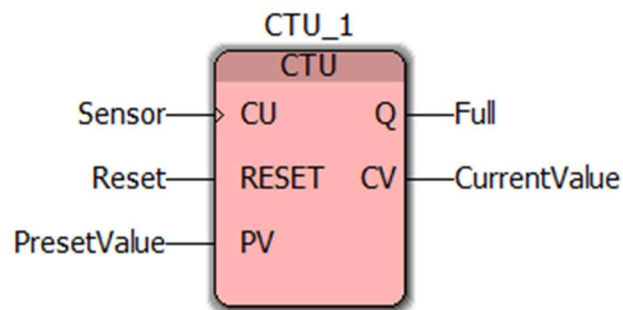 CTU_1
CTU
Sensor CU Q Full
Reset RESET CV CurrentValue
PresetValue PV